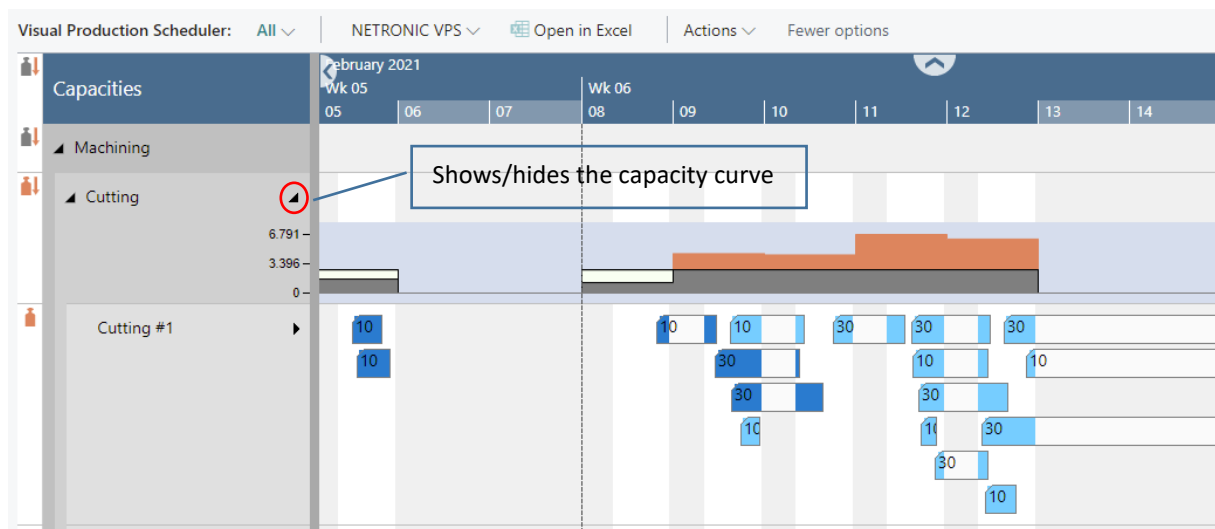 Visual Production Scheduler: All NETRONIC VPS Open in Excel Actions Fewer options
February 2021
Capacities
Wk 05 Wk 06
05 06 07 08 09 10 11 12 13 14
Machining
Shows/hides the capacity curve
Cutting
6.791
3.396
0
Cutting #1
10 10 10 30 30 30
10 30 10 10
30 30
10 10 30
30
10